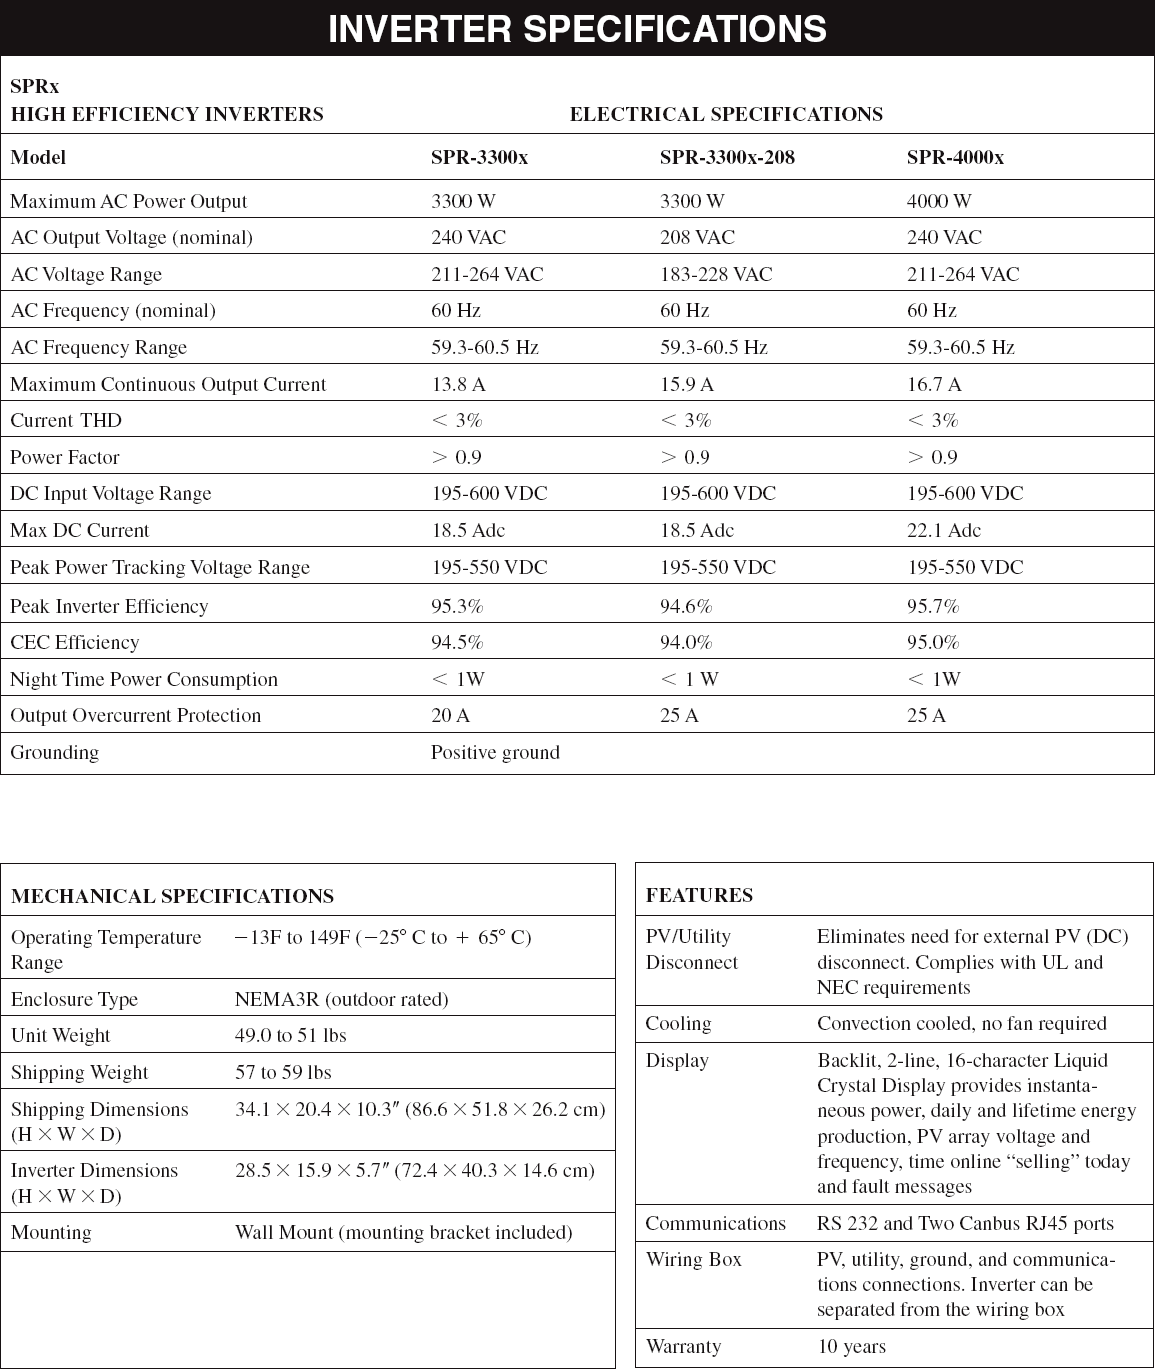 INVERTER SPECIFICATIONS
SPRx
HIGH EFFICIENCY INVERTERS ELECTRICAL SPECIFICATIONS
Model SPR-3300x SPR-3300x-208 SPR-4000x
Maximum AC Power Output 3300 W 3300 W 4000 W
AC Output Voltage (nominal) 240 VAC 208 VAC 240 VAC
AC Voltage Range 211-264 VAC 183-228 VAC 211-264 VAC
AC Frequency (nominal) 60 Hz 60 Hz 60 Hz
AC Frequency Range 59.3-60.5 Hz 59.3-60.5 Hz 59.3-60.5 Hz
Maximum Continuous Output Current 13.8 A 15.9 A 16.7 A
Current THD < 3% < 3% < 3%
Power Factor > 0.9 > 0.9 > 0.9
DC Input Voltage Range 195-600 VDC 195-600 VDC 195-600 VDC
Max DC Current 18.5 Adc 18.5 Adc 22.1 Adc
Peak Power Tracking Voltage Range 195-550 VDC 195-550 VDC 195-550 VDC
Peak Inverter Efficiency 95.3% 94.6% 95.7%
CEC Efficiency 94.5% 94.0% 95.0%
Night Time Power Consumption < 1W < 1 W < 1W
Output Overcurrent Protection 20 A 25 A 25 A
Grounding Positive ground
MECHANICAL SPECIFICATIONS
Operating Temperature −13F to 149F (−25° C to + 65° C)
Range
Enclosure Type NEMA3R (outdoor rated)
Unit Weight 49.0 to 51 lbs
Shipping Weight 57 to 59 lbs
Shipping Dimensions 34.1 × 20.4 × 10.3″ (86.6 × 51.8 × 26.2 cm)
(H × W × D)
Inverter Dimensions 28.5 × 15.9 × 5.7″ (72.4 × 40.3 × 14.6 cm)
(H × W × D)
Mounting Wall Mount (mounting bracket included)
FEATURES
PV/Utility Eliminates need for external PV (DC)
Disconnect disconnect. Complies with UL and
NEC requirements
Cooling Convection cooled, no fan required
Display Backlit, 2-line, 16-character Liquid
Crystal Display provides instanta-
neous power, daily and lifetime energy
production, PV array voltage and
frequency, time online “selling” today
and fault messages
Communications RS 232 and Two Canbus RJ45 ports
Wiring Box PV, utility, ground, and communica-
tions connections. Inverter can be
separated from the wiring box
Warranty 10 years